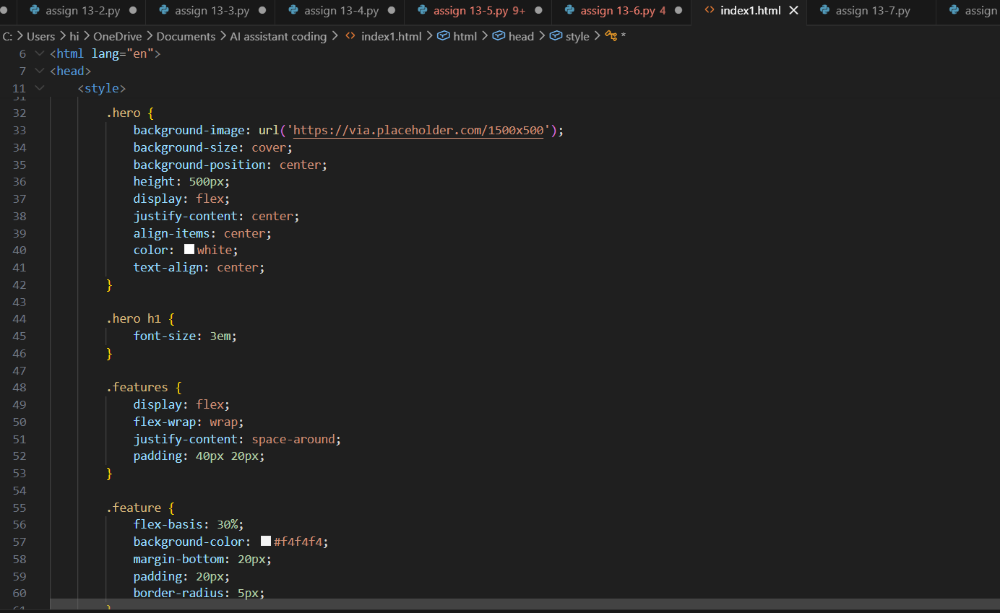 assign 13-2.py assign 13-3.py assign 13-4.py assign 13-5.py 9+ assign 13-6.py 4 index1.html assign 13-7.py assign
C: > Users > hi > OneDrive > Documents > AI assistant coding > index1.html > html > head > style > *
6 <html lang="en">
7 <head>
11 <style>
31
32 .hero {
33 background-image: url('https://via.placeholder.com/1500x500');
34 background-size: cover;
35 background-position: center;
36 height: 500px;
37 display: flex;
38 justify-content: center;
39 align-items: center;
40 color: white;
41 text-align: center;
42 }
43
44 .hero h1 {
45 font-size: 3em;
46 }
47
48 .features {
49 display: flex;
50 flex-wrap: wrap;
51 justify-content: space-around;
52 padding: 40px 20px;
53 }
54
55 .feature {
56 flex-basis: 30%;
57 background-color: #f4f4f4;
58 margin-bottom: 20px;
59 padding: 20px;
60 border-radius: 5px;
61 }